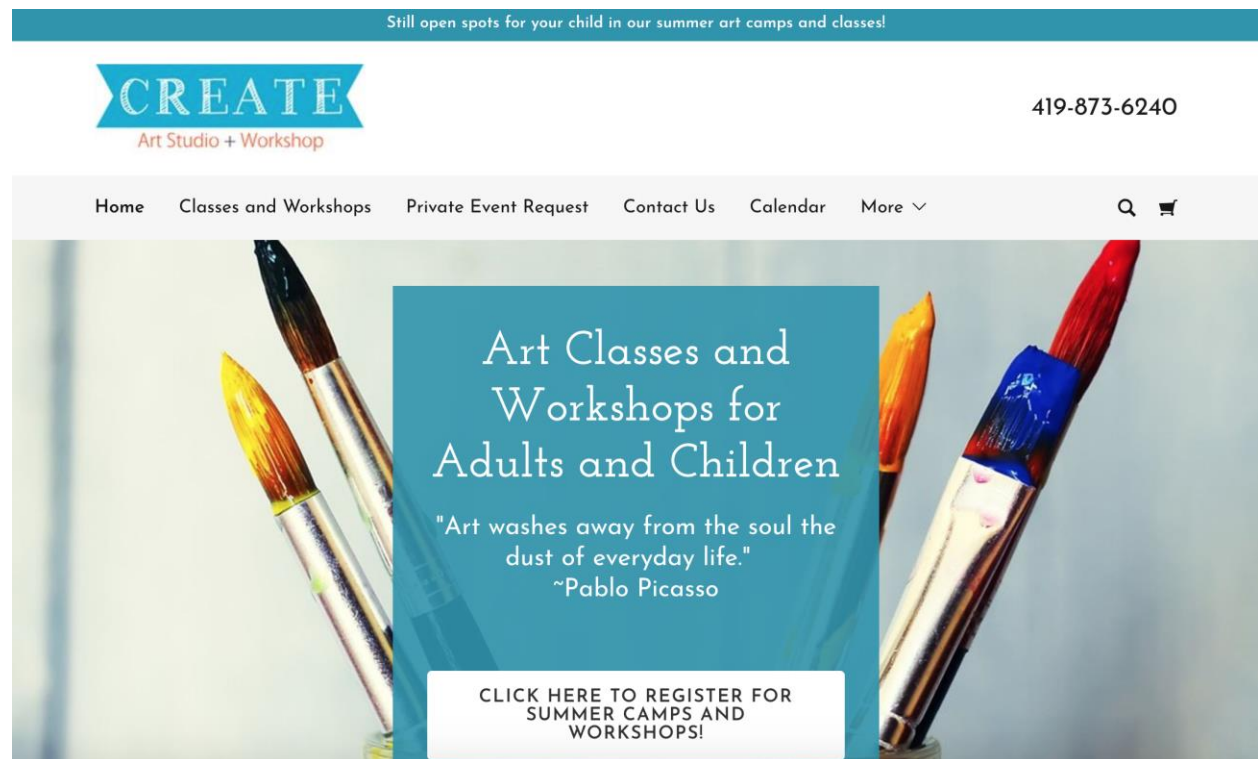 Still open spots for your child in our summer art camps and classes!
CREATE
Art Studio + Workshop
419-873-6240
Home Classes and Workshops Private Event Request Contact Us Calendar More
Art Classes and
Workshops for
Adults and Children
"Art washes away from the soul the
dust of everyday life."
~Pablo Picasso
CLICK HERE TO REGISTER FOR
SUMMER CAMPS AND
WORKSHOPS!